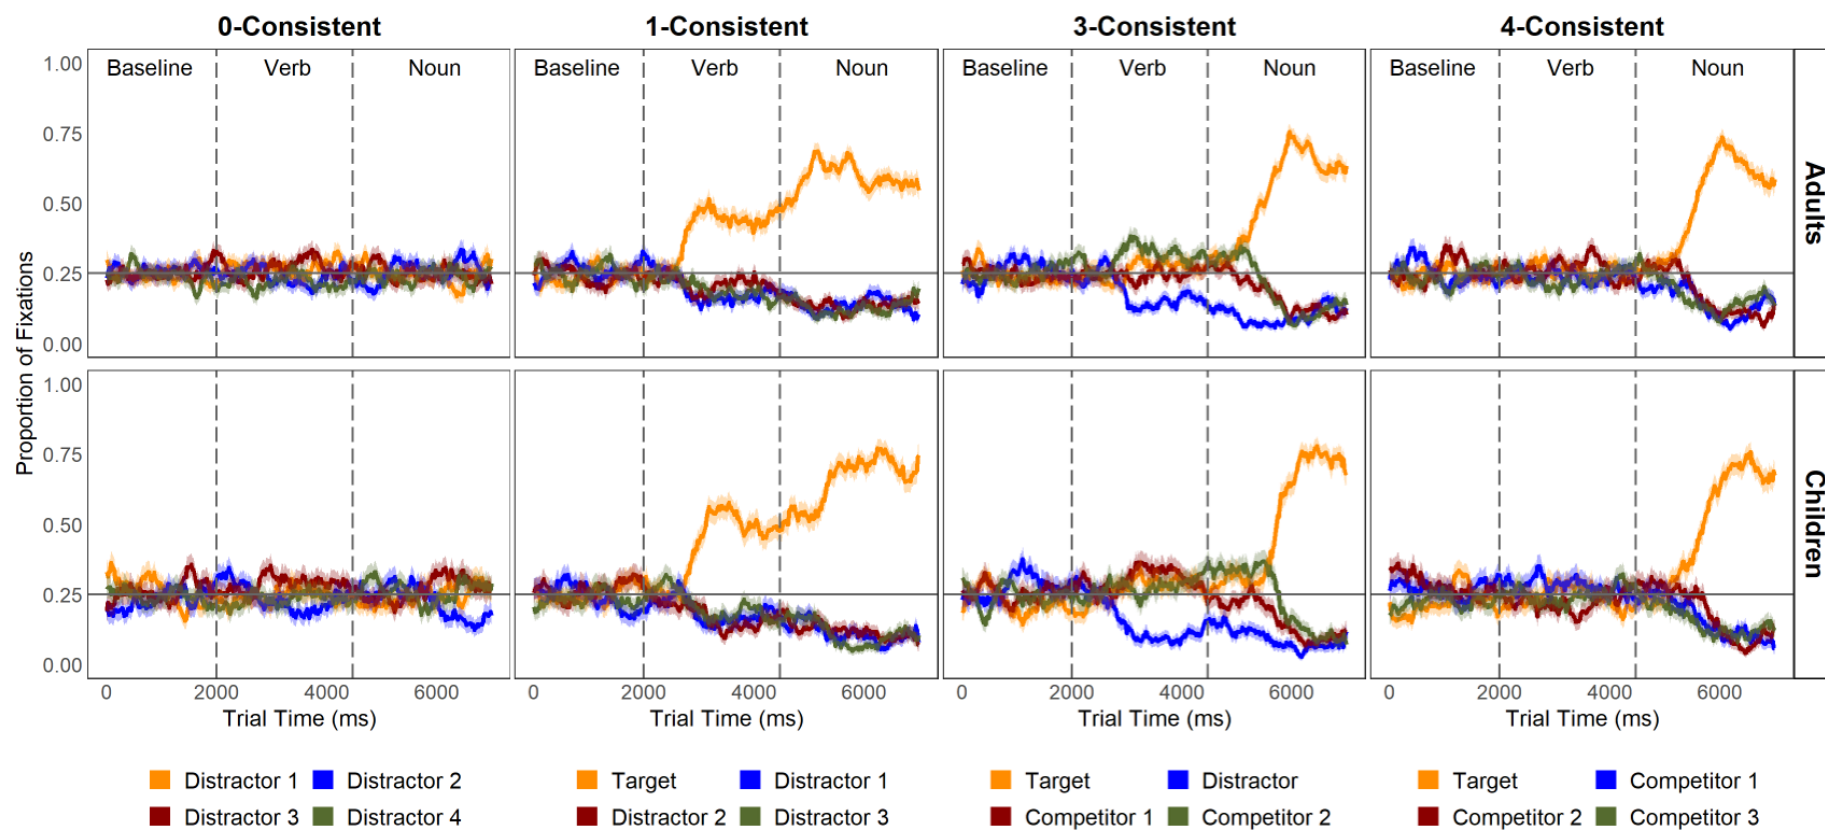 0-Consistent 1-Consistent 3-Consistent 4-Consistent
Baseline Verb Noun Baseline Verb Noun Baseline Verb Noun Baseline Verb Noun
1.00
0.75
0.50
0.25
0.00
Adults
Proportion of Fixations
1.00
0.75
0.50
0.25
0.00
Children
0 2000 4000 6000 0 2000 4000 6000 0 2000 4000 6000 0 2000 4000 6000
Trial Time (ms) Trial Time (ms) Trial Time (ms) Trial Time (ms)
Distractor 1 Distractor 2 Target Distractor 1 Target Distractor Target Competitor 1
Distractor 3 Distractor 4 Distractor 2 Distractor 3 Competitor 1 Competitor 2 Competitor 2 Competitor 3